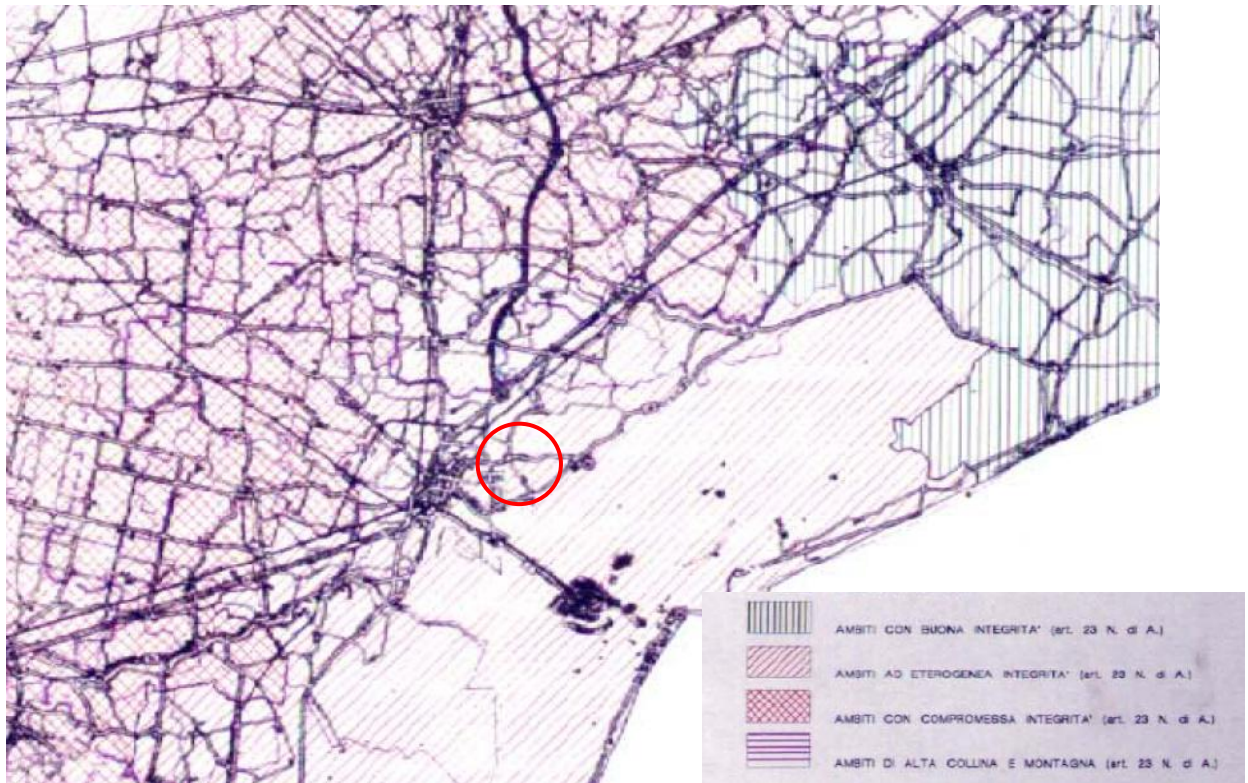 AMBITI CON BUONA INTEGRITA' (art. 23 N. di A.)
AMBITI AD ETEROGENEA INTEGRITA' (art. 23 N. di A.)
AMBITI CON COMPROMESSA INTEGRITA' (art. 23 N. di A.)
AMBITI DI ALTA COLLINA E MONTAGNA (art. 23 N. di A.)